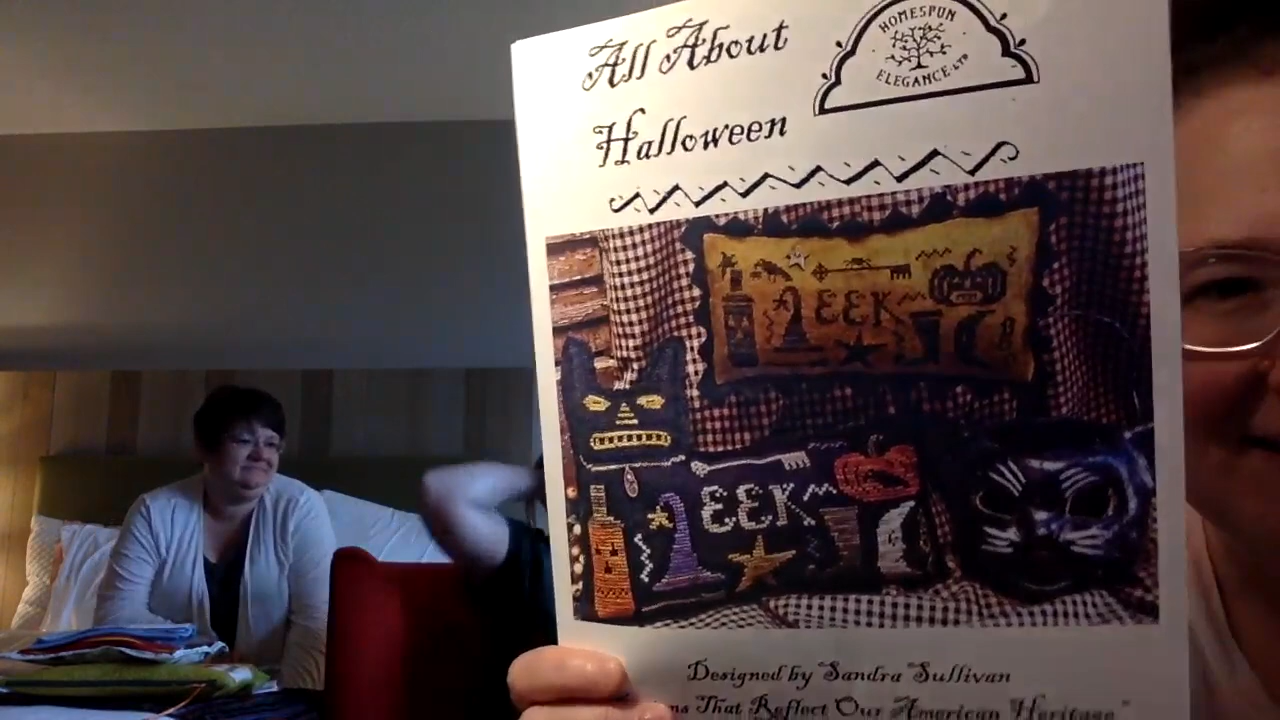 All About
HOMESPUN
ELEGANCE LTD
Halloween
EEK
EEK
Designed by Sandra Sullivan
That Reflect Our American Heritage"